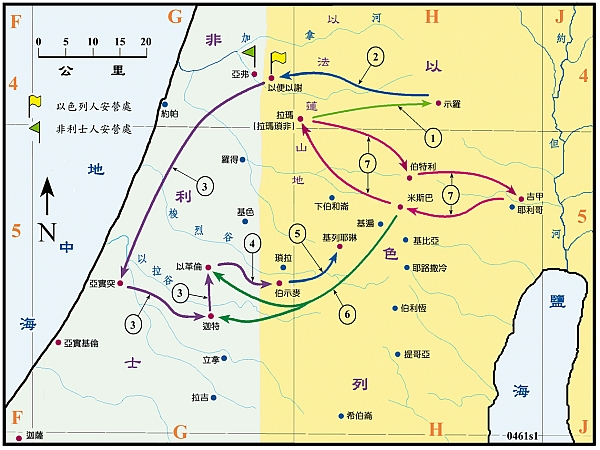 F
G
H
J
0 5 10 15 20
公里
以色列人安營處
非利士人安營處
4
4
5
5
N
F
G
H
J
非
利
士
以
色
列
以
法
蓮
山
地
加
拿
以
河
約
但
河
地
中
海
鹽
海
梭
烈
谷
以
拉
谷
亞弗
以便以謝
示羅
約帕
拉瑪
(拉瑪瑣非)
羅得
伯特利
吉甲
耶利哥
米斯巴
下伯和崙
基色
基遍
基列耶琳
基比亞
瑣拉
以革倫
伯示麥
耶路撒冷
亞實突
迦特
伯利恆
亞實基倫
立拿
提哥亞
拉吉
希伯崙
迦薩
1
2
3
3
3
4
5
6
7
7
0461s1